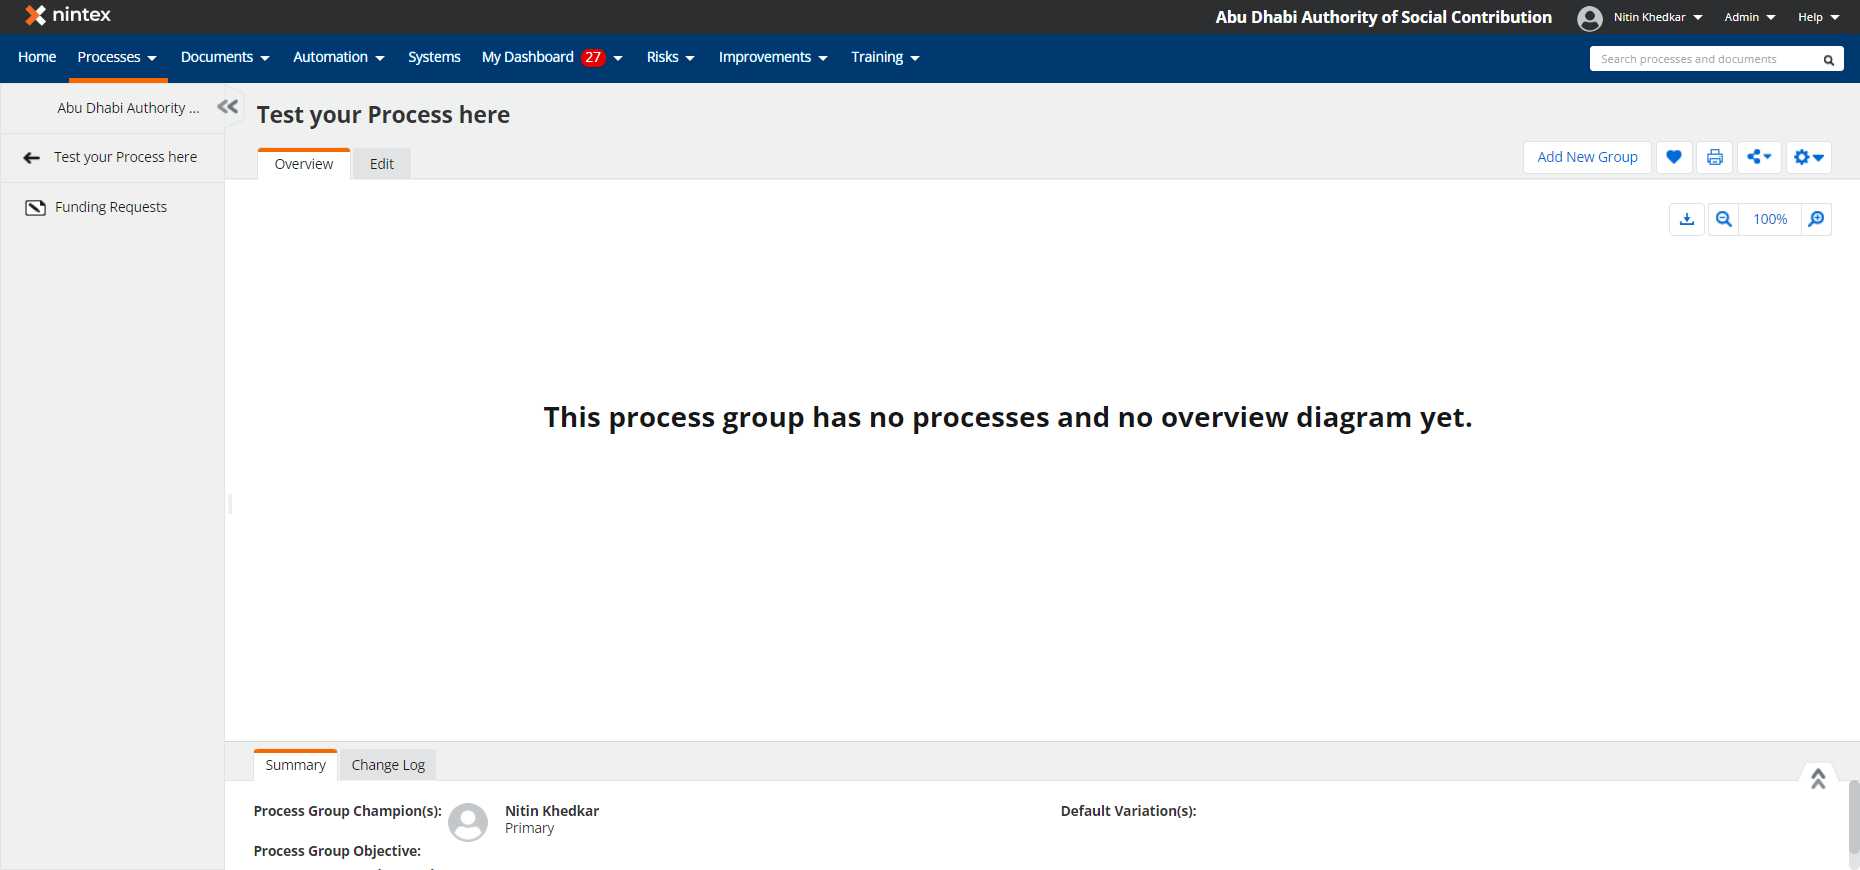 nintex
Abu Dhabi Authority of Social Contribution
Nitin Khedkar
Admin
Help
Home
Processes
Documents
Automation
Systems
My Dashboard 27
Risks
Improvements
Training
Search processes and documents
Abu Dhabi Authority ...
Test your Process here
Funding Requests
Test your Process here
Overview
Edit
Add New Group
100%
This process group has no processes and no overview diagram yet.
Summary
Change Log
Process Group Champion(s):
Nitin Khedkar
Primary
Default Variation(s):
Process Group Objective: